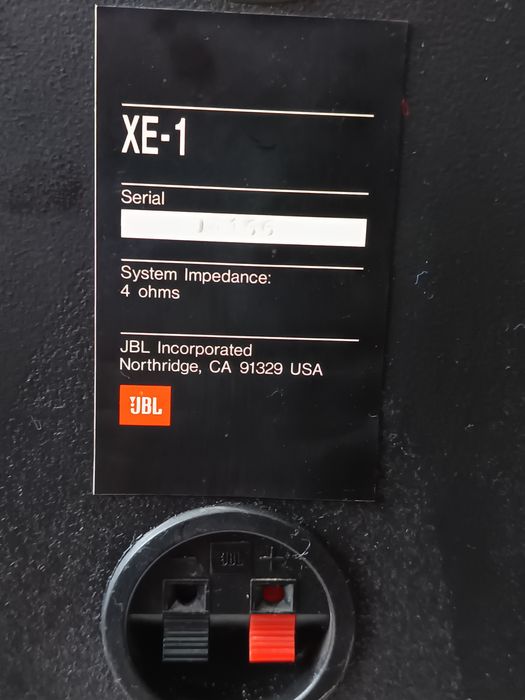 XE-1
Serial
System Impedance:
4 ohms
JBL Incorporated
Northridge, CA 91329 USA
JBL
- JBL +